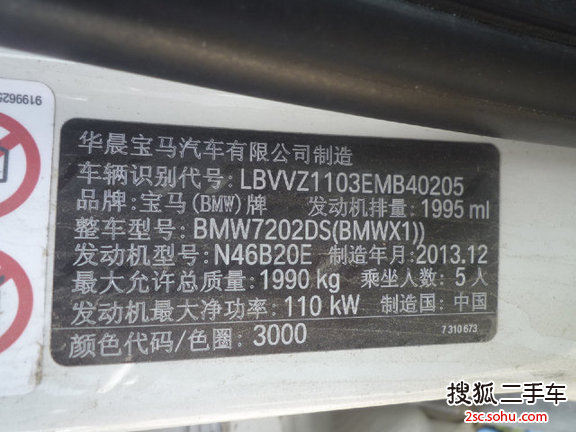 9199662
华晨宝马汽车有限公司制造
车辆识别代号: LBVVZ1103EMB40205
品牌: 宝马(BMW)牌 发动机排量: 1995 ml
整车型号: BMW7202DS(BMWX1))
发动机型号: N46B20E 制造年月: 2013.12
最大允许总质量: 1990 kg 乘坐人数: 5人
发动机最大净功率: 110 kW 制造国: 中国
颜色代码/色圈: 3000
7 310 673
搜狐二手车
2sc.sohu.com